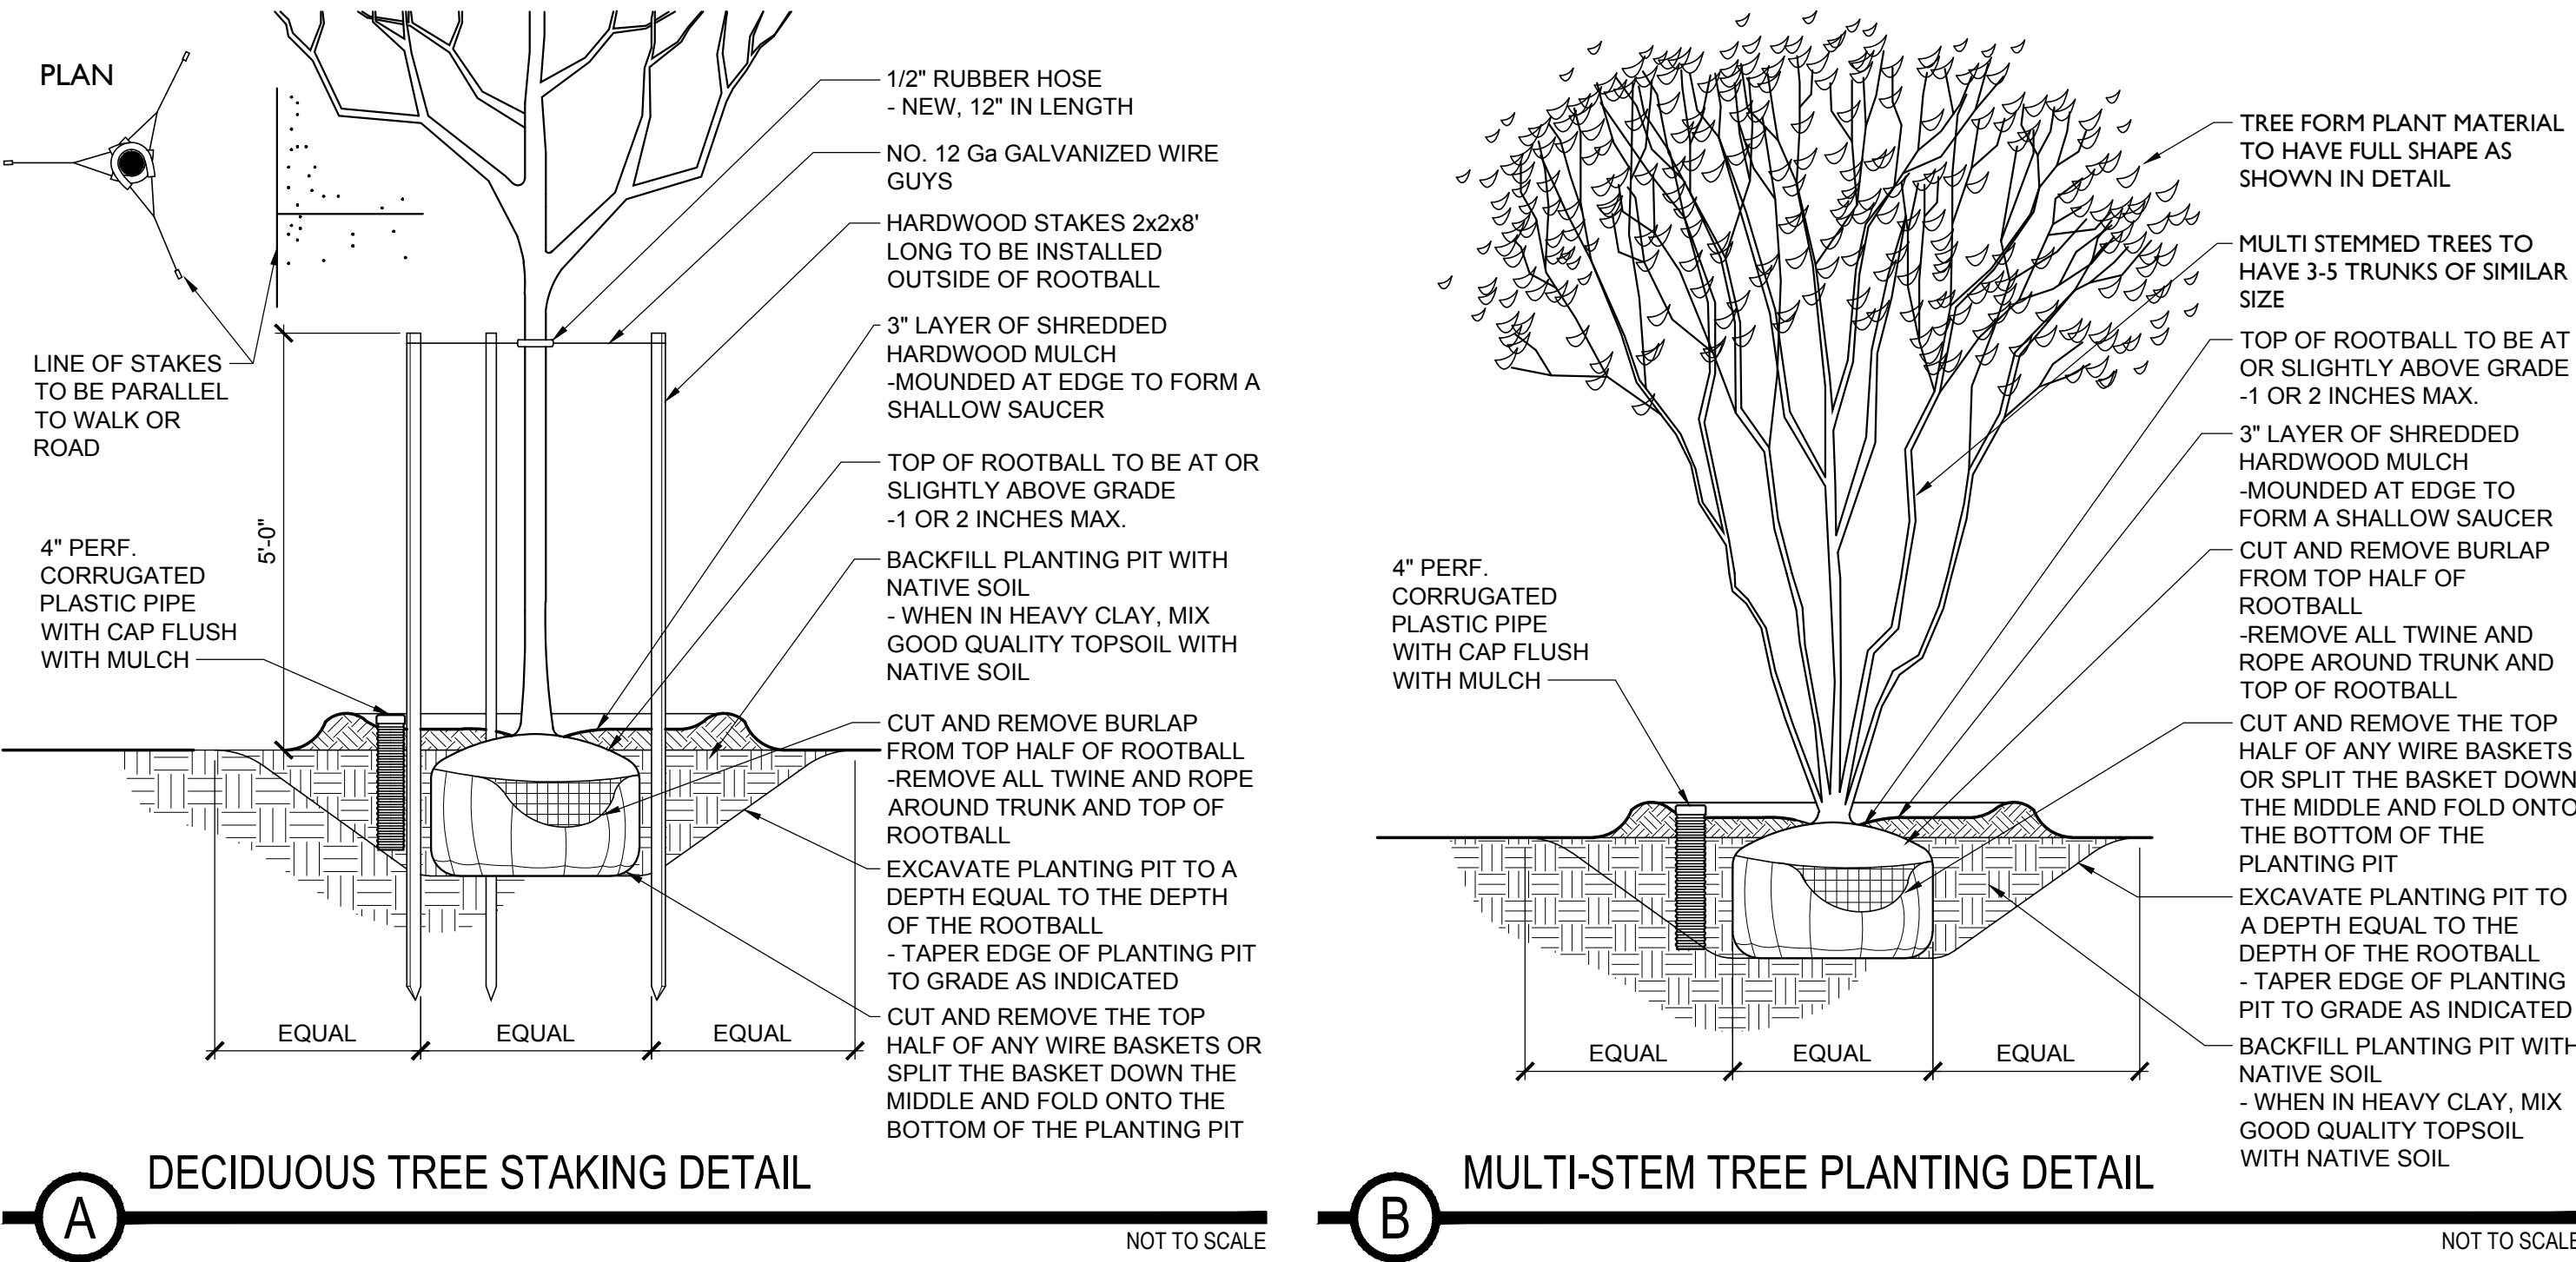 PLAN
LINE OF STAKES
TO BE PARALLEL
TO WALK OR
ROAD
5'-0"
4" PERF.
CORRUGATED
PLASTIC PIPE
WITH CAP FLUSH
WITH MULCH
1/2" RUBBER HOSE
- NEW, 12" IN LENGTH
NO. 12 Ga GALVANIZED WIRE
GUYS
HARDWOOD STAKES 2x2x8'
LONG TO BE INSTALLED
OUTSIDE OF ROOTBALL
3" LAYER OF SHREDDED
HARDWOOD MULCH
-MOUNDED AT EDGE TO FORM A
SHALLOW SAUCER
TOP OF ROOTBALL TO BE AT OR
SLIGHTLY ABOVE GRADE
-1 OR 2 INCHES MAX.
BACKFILL PLANTING PIT WITH
NATIVE SOIL
- WHEN IN HEAVY CLAY, MIX
GOOD QUALITY TOPSOIL WITH
NATIVE SOIL
CUT AND REMOVE BURLAP
FROM TOP HALF OF ROOTBALL
-REMOVE ALL TWINE AND ROPE
AROUND TRUNK AND TOP OF
ROOTBALL
EXCAVATE PLANTING PIT TO A
DEPTH EQUAL TO THE DEPTH
OF THE ROOTBALL
- TAPER EDGE OF PLANTING PIT
TO GRADE AS INDICATED
CUT AND REMOVE THE TOP
HALF OF ANY WIRE BASKETS OR
SPLIT THE BASKET DOWN THE
MIDDLE AND FOLD ONTO THE
BOTTOM OF THE PLANTING PIT
EQUAL EQUAL EQUAL
A DECIDUOUS TREE STAKING DETAIL
NOT TO SCALE
4" PERF.
CORRUGATED
PLASTIC PIPE
WITH CAP FLUSH
WITH MULCH
TREE FORM PLANT MATERIAL
TO HAVE FULL SHAPE AS
SHOWN IN DETAIL
MULTI STEMMED TREES TO
HAVE 3-5 TRUNKS OF SIMILAR
SIZE
TOP OF ROOTBALL TO BE AT
OR SLIGHTLY ABOVE GRADE
-1 OR 2 INCHES MAX.
3" LAYER OF SHREDDED
HARDWOOD MULCH
-MOUNDED AT EDGE TO
FORM A SHALLOW SAUCER
CUT AND REMOVE BURLAP
FROM TOP HALF OF
ROOTBALL
-REMOVE ALL TWINE AND
ROPE AROUND TRUNK AND
TOP OF ROOTBALL
CUT AND REMOVE THE TOP
HALF OF ANY WIRE BASKETS
OR SPLIT THE BASKET DOWN
THE MIDDLE AND FOLD ONTO
THE BOTTOM OF THE
PLANTING PIT
EXCAVATE PLANTING PIT TO
A DEPTH EQUAL TO THE
DEPTH OF THE ROOTBALL
- TAPER EDGE OF PLANTING
PIT TO GRADE AS INDICATED
BACKFILL PLANTING PIT WITH
NATIVE SOIL
- WHEN IN HEAVY CLAY, MIX
GOOD QUALITY TOPSOIL
WITH NATIVE SOIL
EQUAL EQUAL EQUAL
B MULTI-STEM TREE PLANTING DETAIL
NOT TO SCALE